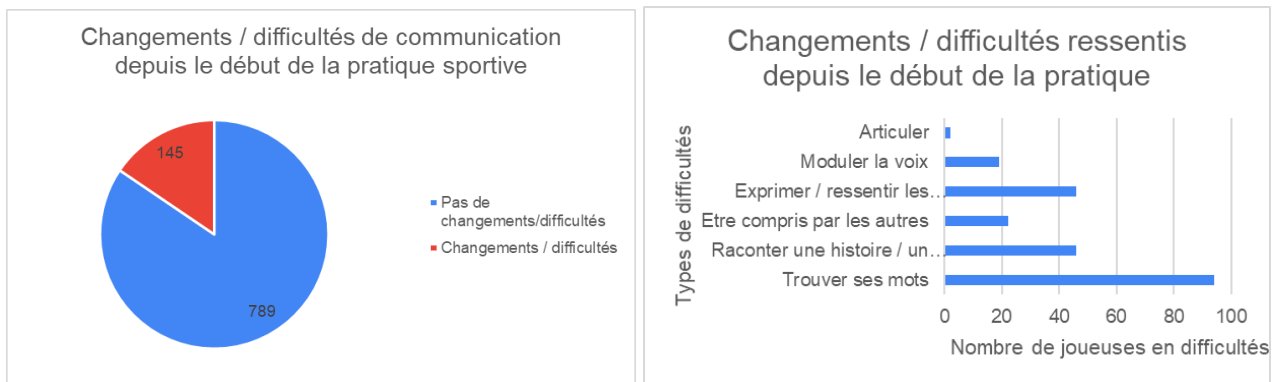 Changements / difficultés de communication
depuis le début de la pratique sportive
145
789
Pas de
changements/difficultés
Changements / difficultés
Changements / difficultés ressentis
depuis le début de la pratique
Types de difficultés
Articuler
Moduler la voix
Exprimer / ressentir les...
Etre compris par les autres
Raconter une histoire / un...
Trouver ses mots
0 20 40 60 80 100
Nombre de joueuses en difficultés